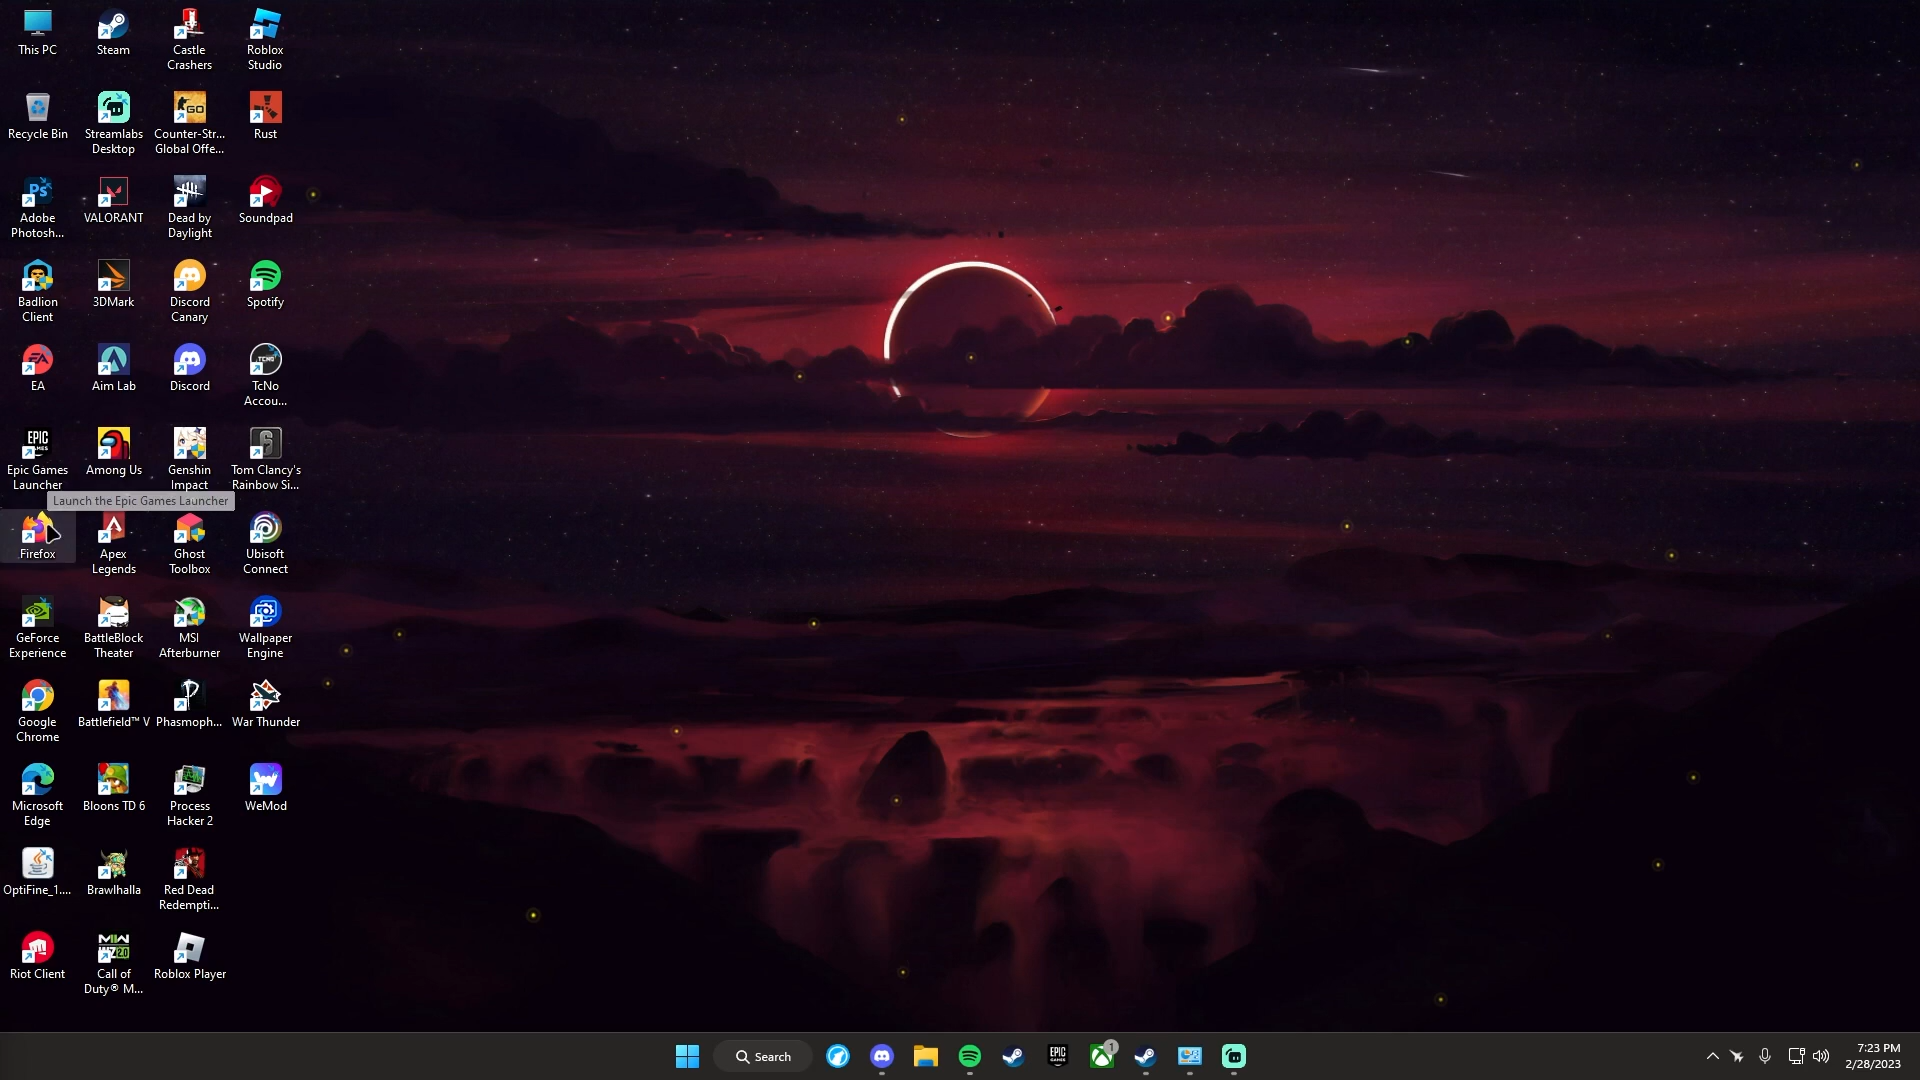 This PC
Steam
Castle
Crashers
Roblox
Studio
Recycle Bin
Streamlabs
Desktop
Counter-Str...
Global Offe...
Rust
Adobe
Photosh...
VALORANT
Dead by
Daylight
Soundpad
Badlion
Client
3DMark
Discord
Canary
Spotify
EA
Aim Lab
Discord
TcNo
Accou...
Epic Games
Launcher
Among Us
Genshin
Impact
Tom Clancy's
Rainbow Si...
Launch the Epic Games Launcher
Firefox
Apex
Legends
Ghost
Toolbox
Ubisoft
Connect
GeForce
Experience
BattleBlock
Theater
MSI
Afterburner
Wallpaper
Engine
Google
Chrome
Battlefield™ V
Phasmoph...
War Thunder
Microsoft
Edge
Bloons TD 6
Process
Hacker 2
WeMod
OptiFine_1....
Brawlhalla
Red Dead
Redempti...
Riot Client
Call of
Duty® M...
Roblox Player
Search
1
7:23 PM
2/28/2023